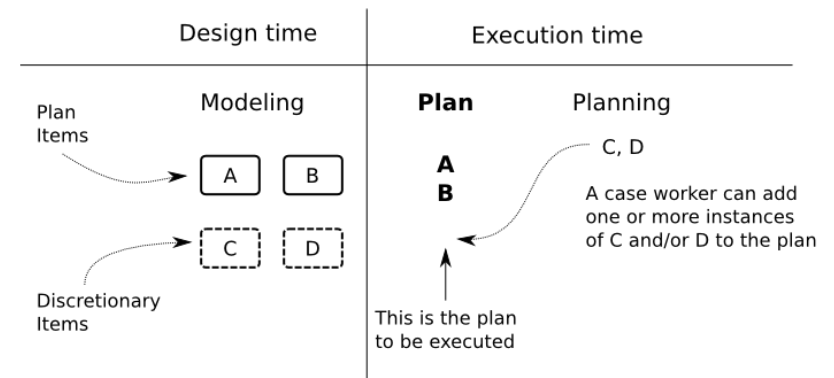 Design time
Execution time
Modeling
Plan
Planning
Plan
Items
A
B
C
D
Discretionary
Items
A
B
C, D
A case worker can add
one or more instances
of C and/or D to the plan
This is the plan
to be executed